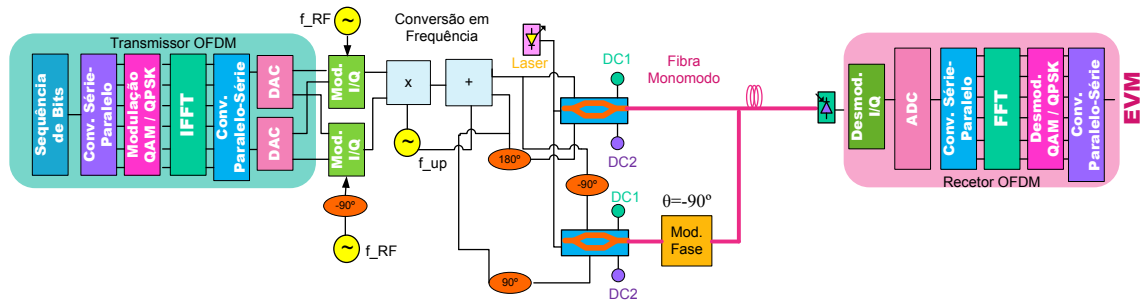 Transmissor OFDM
Sequência
de Bits
Conv. Série-
Paralelo
Modulação
QAM / QPSK
IFFT
Conv.
Paralelo-Série
DAC
DAC
f_RF
~
Mod.
I/Q
Mod.
I/Q
-90º
~
f_RF
Conversão em
Frequência
x
+
~
f_up
180º
-90º
90º
Laser
DC1
DC2
DC1
DC2
θ=-90º
Mod.
Fase
Fibra
Monomodo
Desmod.
I/Q
ADC
Conv. Série-
Paralelo
FFT
Desmod.
QAM / QPSK
Conv.
Paralelo-Série
Recetor OFDM
EVM